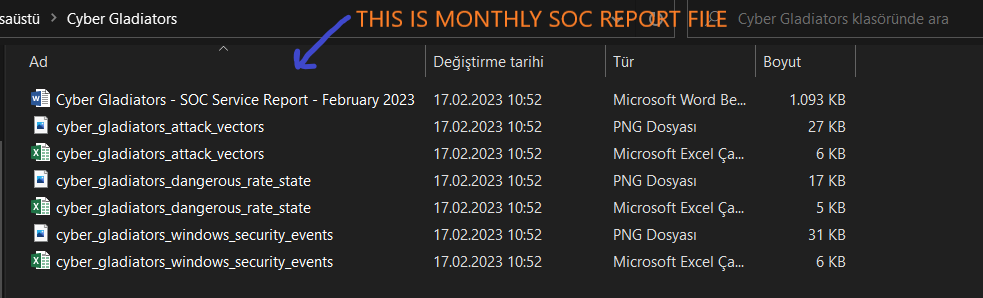 saüstü > Cyber Gladiators
THIS IS MONTHLY SOC REPORT FILE
Cyber Gladiators klasöründe ara
Ad Değiştirme tarihi Tür Boyut
Cyber Gladiators - SOC Service Report - February 2023 17.02.2023 10:52 Microsoft Word Be... 1.093 KB
cyber_gladiators_attack_vectors 17.02.2023 10:52 PNG Dosyası 27 KB
cyber_gladiators_attack_vectors 17.02.2023 10:52 Microsoft Excel Ça... 6 KB
cyber_gladiators_dangerous_rate_state 17.02.2023 10:52 PNG Dosyası 17 KB
cyber_gladiators_dangerous_rate_state 17.02.2023 10:52 Microsoft Excel Ça... 5 KB
cyber_gladiators_windows_security_events 17.02.2023 10:52 PNG Dosyası 31 KB
cyber_gladiators_windows_security_events 17.02.2023 10:52 Microsoft Excel Ça... 6 KB